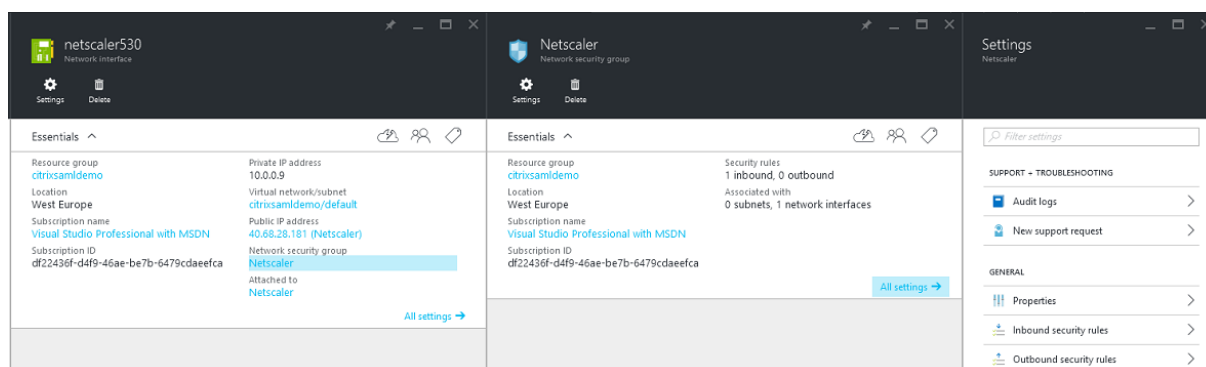 netscaler530
Network interface
Settings
Delete
Essentials
Resource group
citrixsamldemo
Location
West Europe
Subscription name
Visual Studio Professional with MSDN
Subscription ID
df22436f-d4f9-46ae-be7b-6479cdaeefca
Private IP address
10.0.0.9
Virtual network/subnet
citrixsamldemo/default
Public IP address
40.68.28.181 (Netscaler)
Network security group
Netscaler
Attached to
Netscaler
All settings →
Netscaler
Network security group
Settings
Delete
Essentials
Resource group
citrixsamldemo
Location
West Europe
Subscription name
Visual Studio Professional with MSDN
Subscription ID
df22436f-d4f9-46ae-be7b-6479cdaeefca
Security rules
1 inbound, 0 outbound
Associated with
0 subnets, 1 network interfaces
All settings →
Settings
Netscaler
Filter settings
SUPPORT + TROUBLESHOOTING
Audit logs
New support request
GENERAL
Properties
Inbound security rules
Outbound security rules